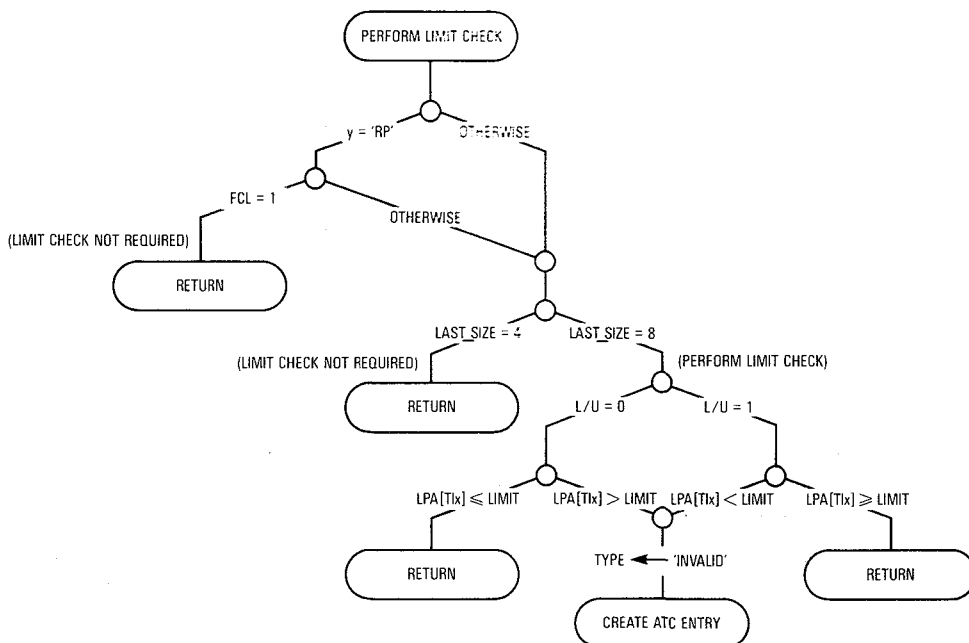 PERFORM LIMIT CHECK
y = 'RP'
OTHERWISE
FCL = 1
OTHERWISE
(LIMIT CHECK NOT REQUIRED)
RETURN
LAST_SIZE = 4
LAST_SIZE = 8
(LIMIT CHECK NOT REQUIRED)
(PERFORM LIMIT CHECK)
RETURN
L/U = 0
L/U = 1
LPA[TIx] ⩽ LIMIT
LPA[TIx] > LIMIT
LPA[TIx] < LIMIT
LPA[TIx] ⩾ LIMIT
RETURN
TYPE ← 'INVALID'
RETURN
CREATE ATC ENTRY